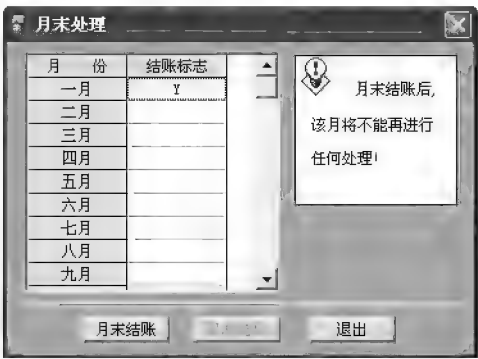 月末处理
月 份 结账标志
一月 Y
二月
三月
四月
五月
六月
七月
八月
九月
月末结账后,
该月将不能再进行
任何处理!
月末结账 退出